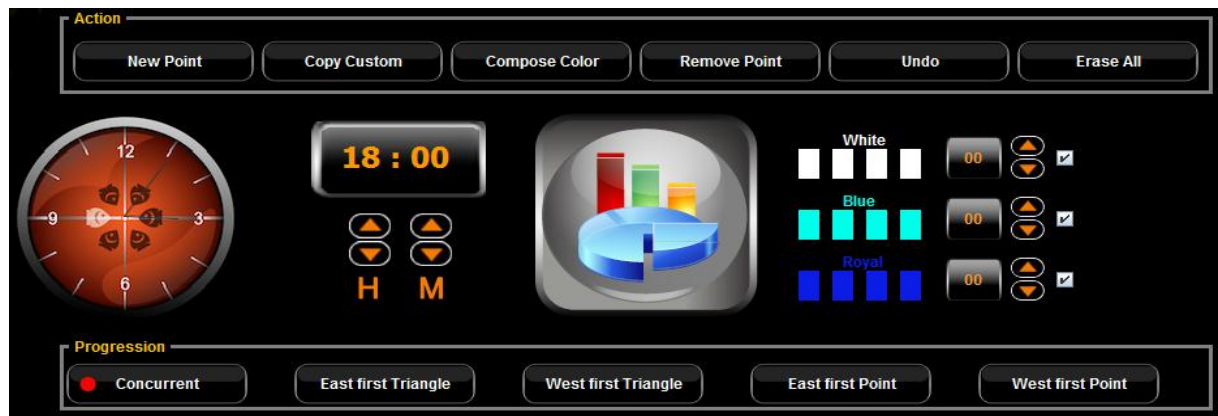 Action
New Point Copy Custom Compose Color Remove Point Undo Erase All
12
9 3
6
18 : 00
H M
White 00
Blue 00
Royal 00
Progression
Concurrent East first Triangle West first Triangle East first Point West first Point